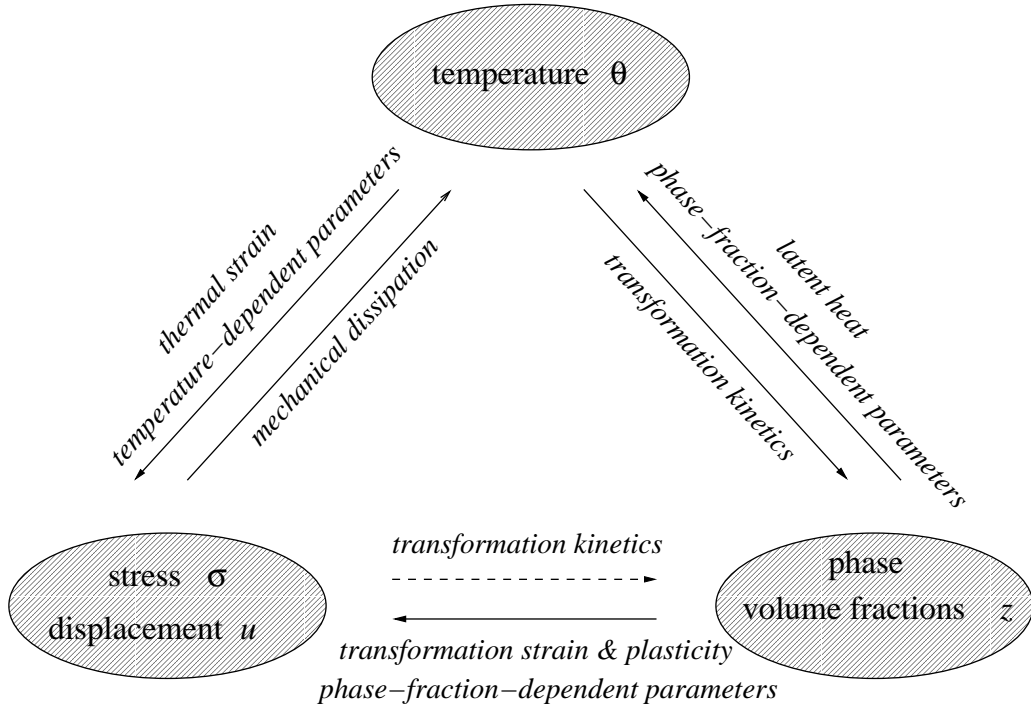 temperature θ
thermal strain
temperature−dependent parameters
mechanical dissipation
phase−fraction−dependent parameters
latent heat
transformation kinetics
stress σ
displacement u
transformation kinetics
transformation strain & plasticity
phase−fraction−dependent parameters
phase
volume fractions z